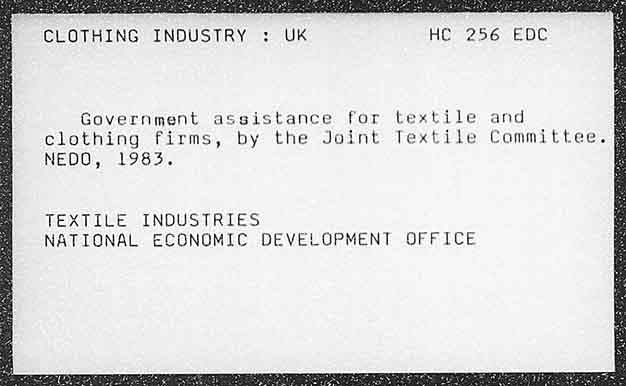 CLOTHING INDUSTRY : UK HC 256 EDC
Government assistance for textile and
clothing firms, by the Joint Textile Committee.
NEDO, 1983.
TEXTILE INDUSTRIES
NATIONAL ECONOMIC DEVELOPMENT OFFICE